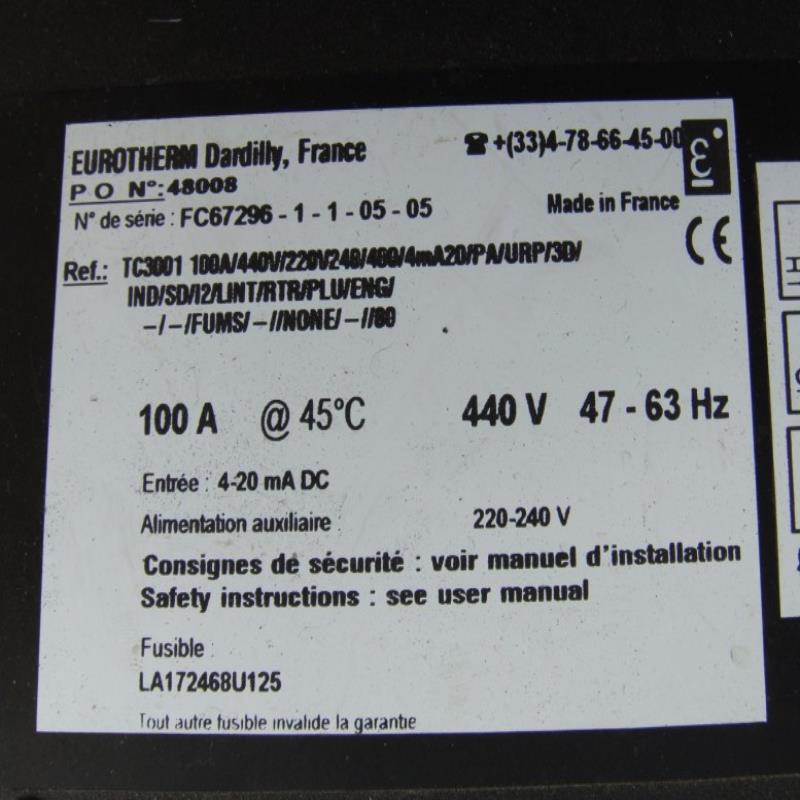 EUROTHERM Dardilly, France ☎ +(33)4-78-66-45-00
P O N°: 48008
N° de série : FC67296 - 1 - 1 - 05 - 05 Made in France
CE
Ref.: TC3001 100A/440V/220V240/480/4mA20/PA/URP/3D/
IND/SD/I2/LINT/RTR/PLU/ENG/
–/–/FUMS/–//NONE/–//00
100 A @ 45°C 440 V 47 - 63 Hz
Entrée : 4-20 mA DC
Alimentation auxiliaire 220-240 V
Consignes de sécurité : voir manuel d'installation
Safety instructions : see user manual
Fusible :
LA172468U125
Tout autre fusible invalide la garantie